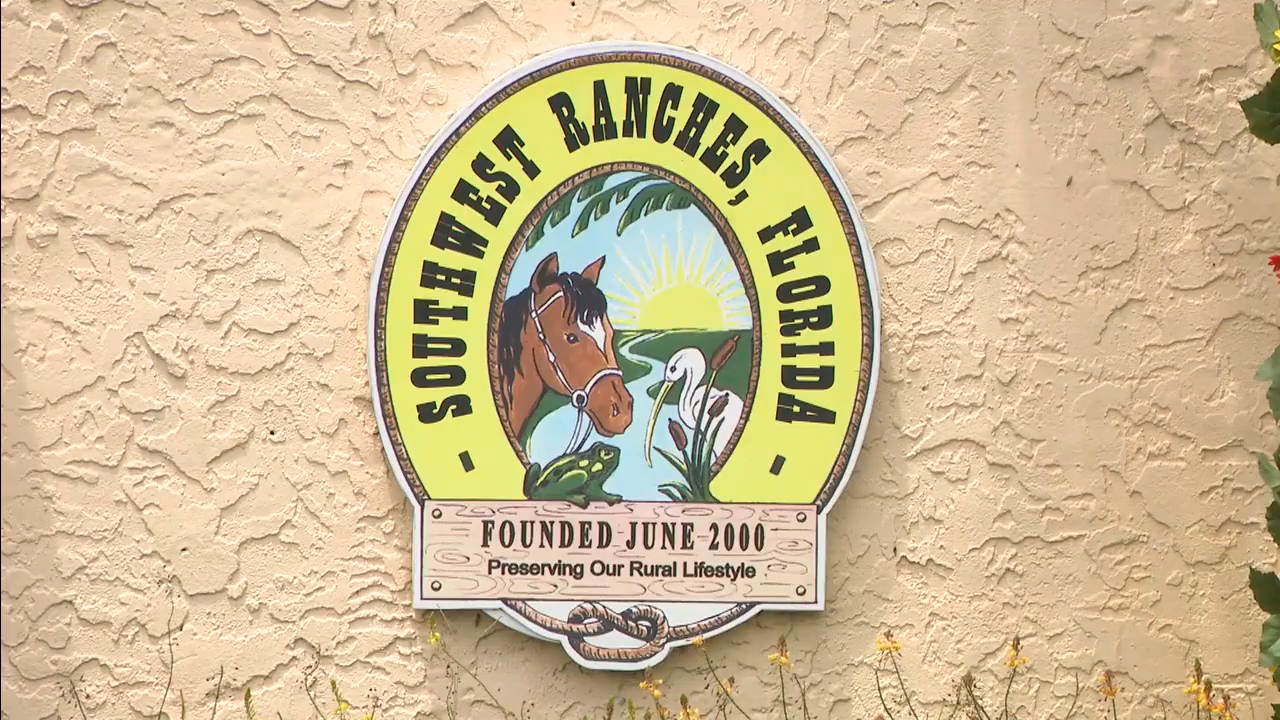 SOUTHWEST RANCHES, FLORIDA
FOUNDED JUNE 2000
Preserving Our Rural Lifestyle